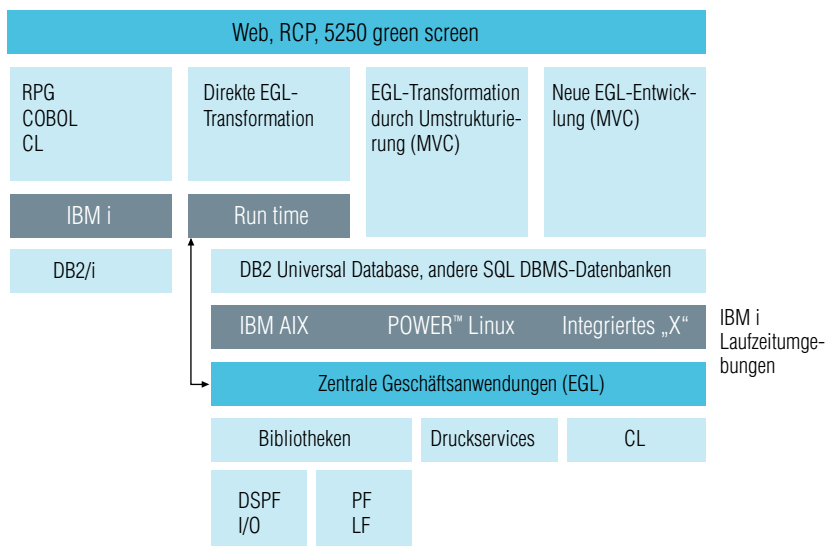 Web, RCP, 5250 green screen
RPG
COBOL
CL
Direkte EGL-
Transformation
EGL-Transformation
durch Umstrukturie-
rung (MVC)
Neue EGL-Entwick-
lung (MVC)
IBM i
Run time
DB2/i
DB2 Universal Database, andere SQL DBMS-Datenbanken
IBM AIX
POWER™ Linux
Integriertes „X“
IBM i
Laufzeitumge-
bungen
Zentrale Geschäftsanwendungen (EGL)
Bibliotheken
Druckservices
CL
DSPF
I/O
PF
LF